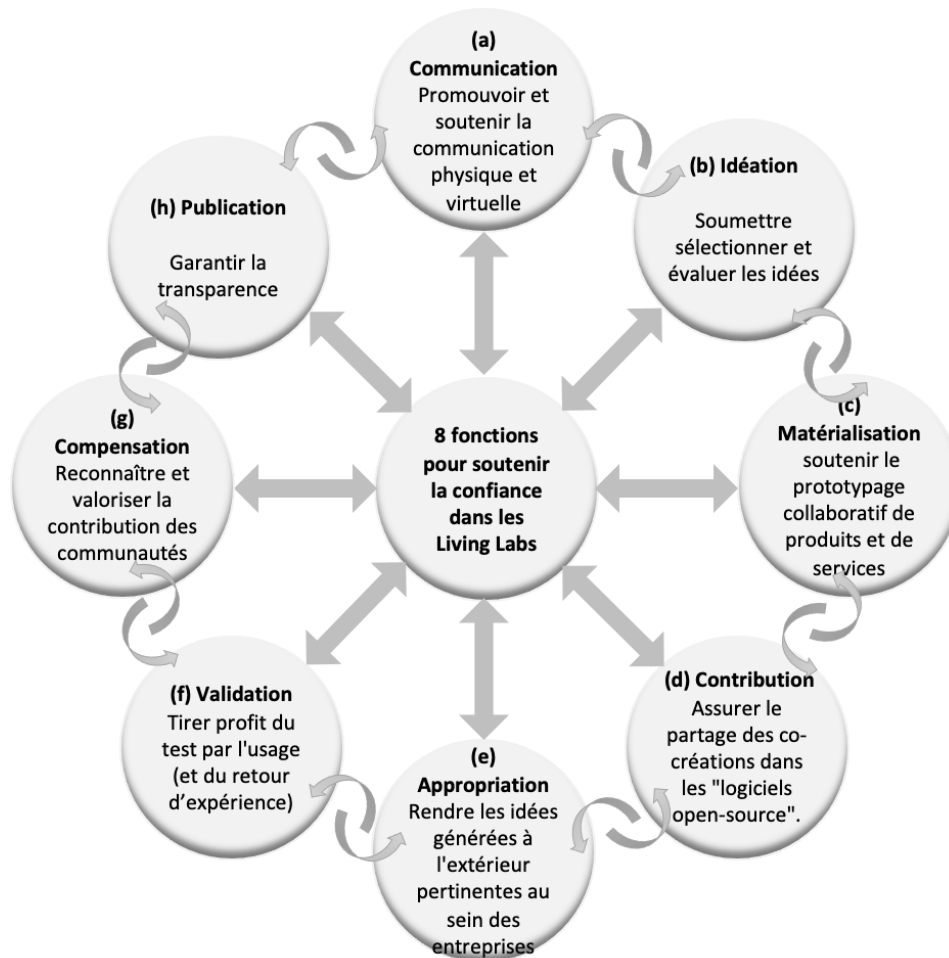 (a)
Communication
Promouvoir et
soutenir la
communication
physique et
virtuelle
(b) Idéation
Soumettre
sélectionner et
évaluer les idées
(c)
Matérialisation
soutenir le
prototypage
collaboratif de
produits et de
services
(d) Contribution
Assurer le
partage des co-
créations dans
les "logiciels
open-source".
(e)
Appropriation
Rendre les idées
générées à
l'extérieur
pertinentes au
sein des
entreprises
(f) Validation
Tirer profit du
test par l'usage
(et du retour
d’expérience)
(g)
Compensation
Reconnaître et
valoriser la
contribution des
communautés
(h) Publication
Garantir la
transparence
8 fonctions
pour soutenir
la confiance
dans les
Living Labs